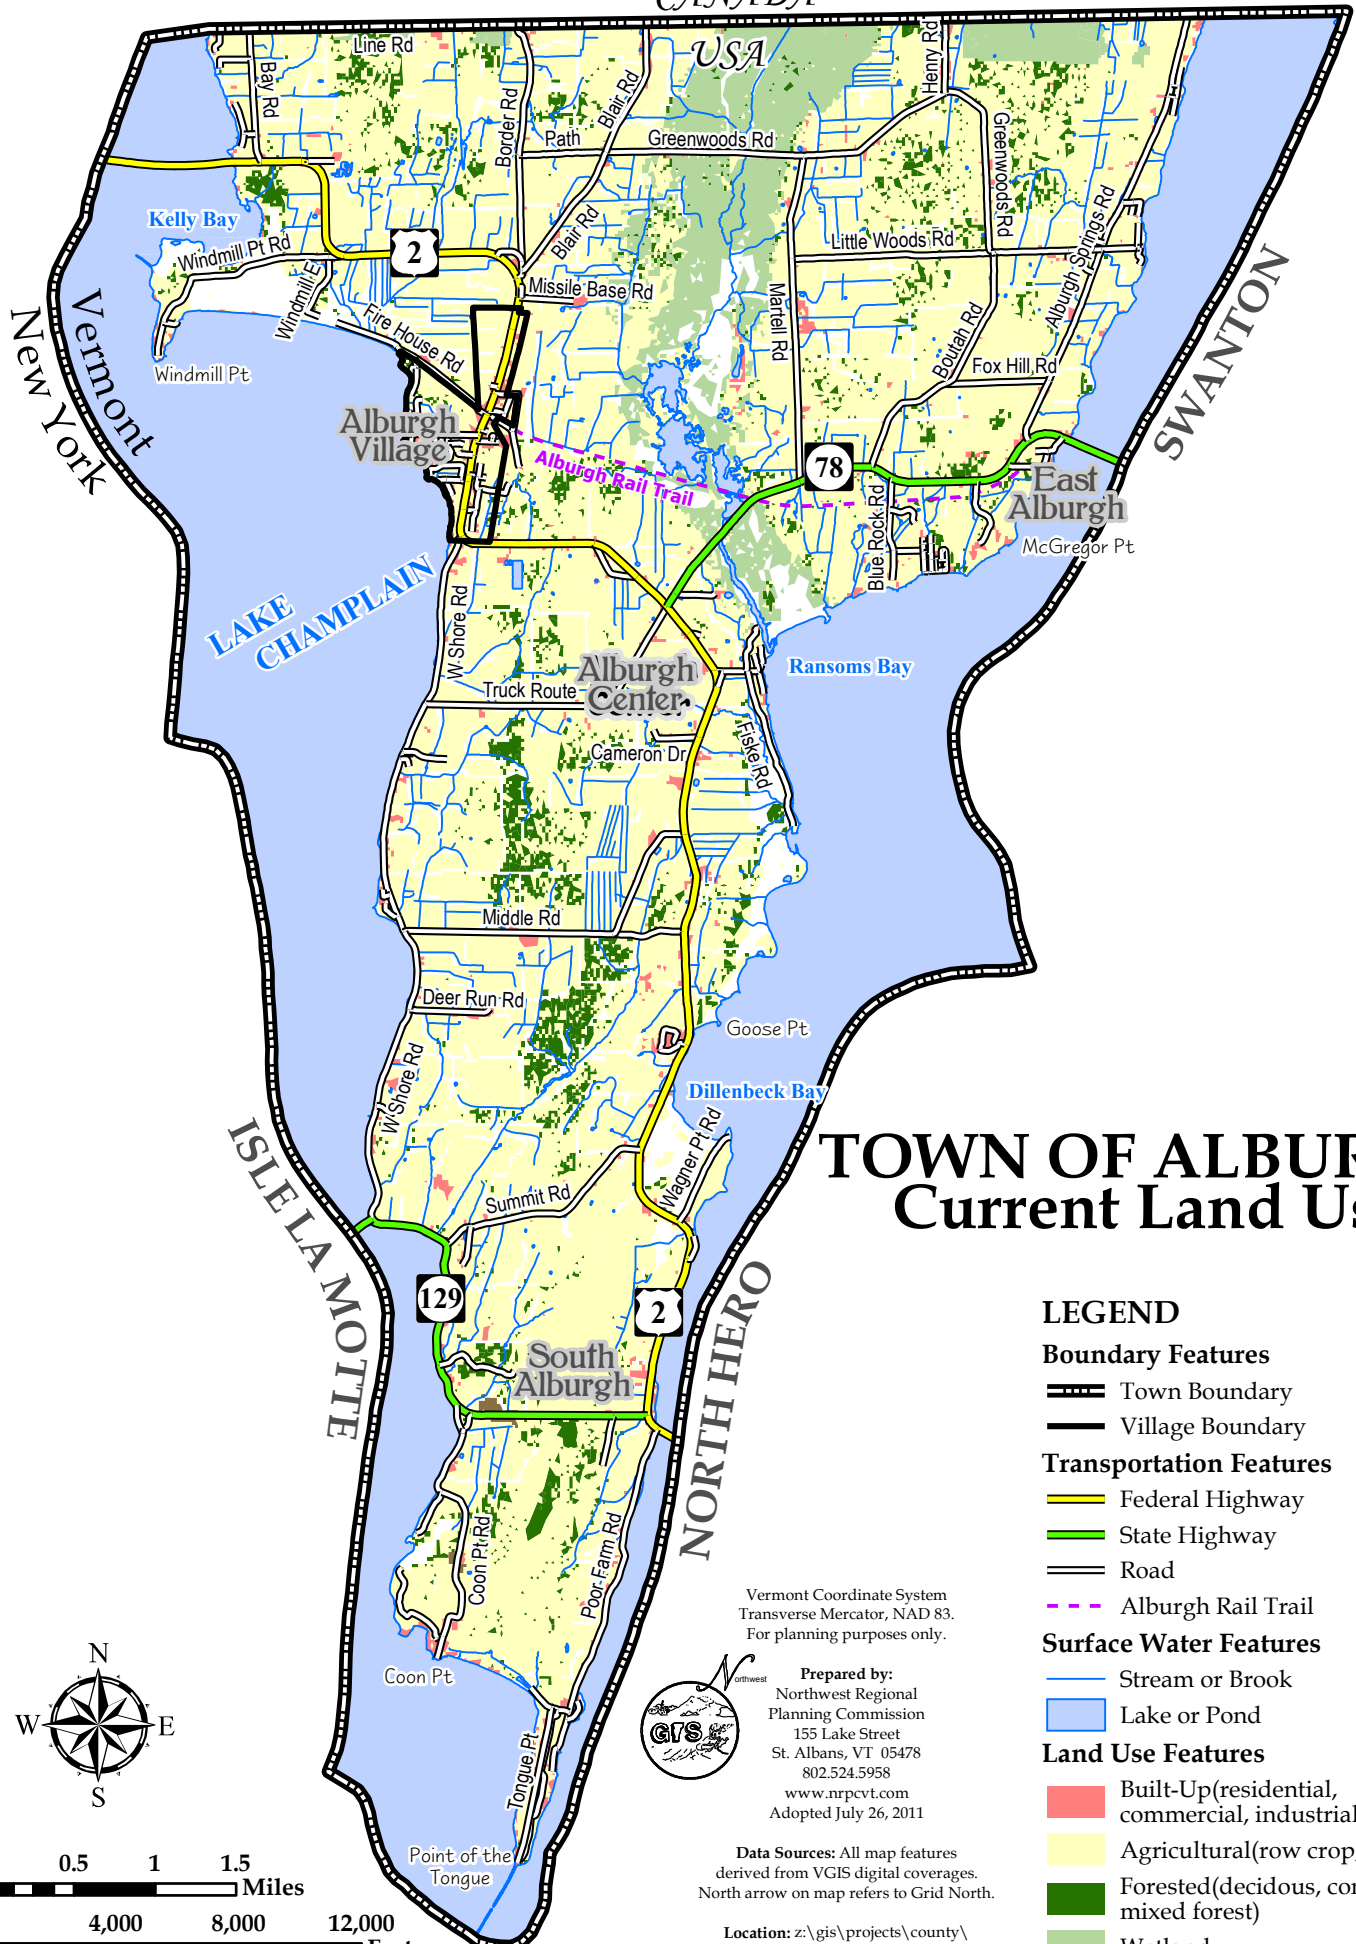 CANADA
USA
Line Rd
Bay Rd
Border Rd
Path
Blair Rd
Greenwoods Rd
Henry Rd
Greenwoods Rd
Kelly Bay
Windmill Pt Rd
2
Blair Rd
Little Woods Rd
Alburgh Springs Rd
Windmill E
Missile Base Rd
Martell Rd
Fire House Rd
Boutah Rd
Fox Hill Rd
Windmill Pt
Vermont
New York
SWANTON
Alburgh
Village
Alburgh Rail Trail
78
East
Alburgh
Blue Rock Rd
McGregor Pt
LAKE
CHAMPLAIN
W Shore Rd
Alburgh
Center
Ransoms Bay
Truck Route
Cameron Dr
Fiske Rd
Middle Rd
Deer Run Rd
Goose Pt
W Shore Rd
Dillenbeck Bay
Wagner Pt Rd
Summit Rd
ISLE LA MOTTE
129
2
South
Alburgh
NORTH HERO
Coon Pt Rd
Poor Farm Rd
Coon Pt
Tongue Pt
Point of the
Tongue
TOWN OF ALBUR
Current Land Us
LEGEND
Boundary Features
Town Boundary
Village Boundary
Transportation Features
Federal Highway
State Highway
Road
Alburgh Rail Trail
Surface Water Features
Stream or Brook
Lake or Pond
Land Use Features
Built-Up(residential,
commercial, industrial
Agricultural(row crop,
Forested(decidous, con
mixed forest)
Wetland
Vermont Coordinate System
Transverse Mercator, NAD 83.
For planning purposes only.
Northwest
GIS
Prepared by:
Northwest Regional
Planning Commission
155 Lake Street
St. Albans, VT 05478
802.524.5958
www.nrpcvt.com
Adopted July 26, 2011
Data Sources: All map features
derived from VGIS digital coverages.
North arrow on map refers to Grid North.
Location: z:\gis\projects\county\
N
W E
S
0.5 1 1.5
Miles
4,000 8,000 12,000